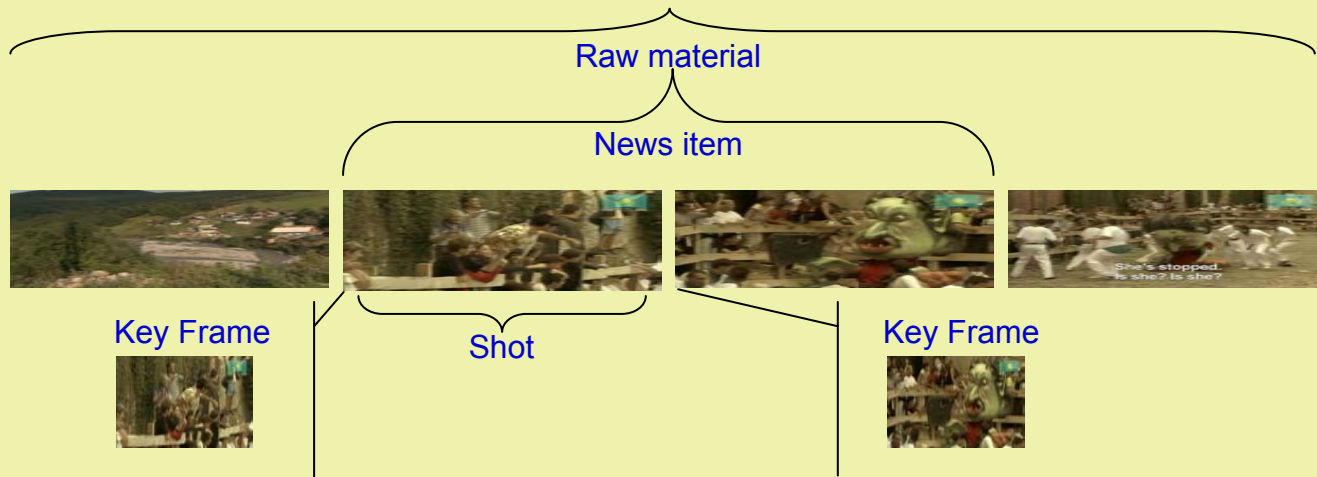 Raw material
News item
She's stopped
Is she? Is she?
Key Frame
Shot
Key Frame